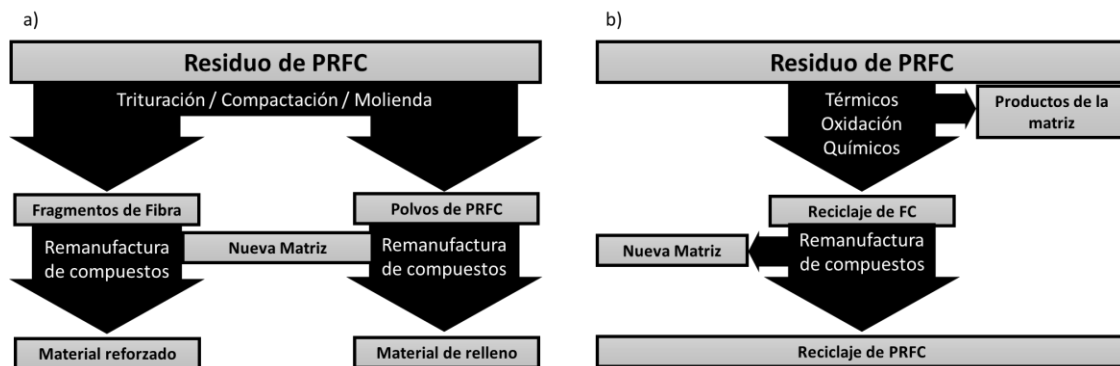 a)
Residuo de PRFC
Trituración / Compactación / Molienda
Fragmentos de Fibra
Polvos de PRFC
Remanufactura
de compuestos
Nueva Matriz
Remanufactura
de compuestos
Material reforzado
Material de relleno
b)
Residuo de PRFC
Térmicos
Oxidación
Químicos
Productos de la
matriz
Reciclaje de FC
Nueva Matriz
Remanufactura
de compuestos
Reciclaje de PRFC